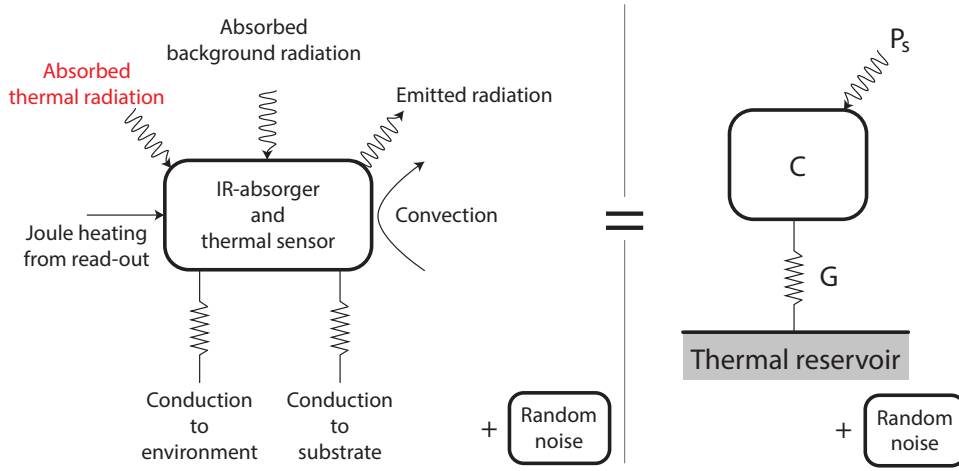 Absorbed
background radiation
Absorbed
thermal radiation
Emitted radiation
IR-absorger
and
thermal sensor
Joule heating
from read-out
Convection
Conduction
to
environment
Conduction
to
substrate
+
Random
noise
=
Ps
C
G
Thermal reservoir
+
Random
noise